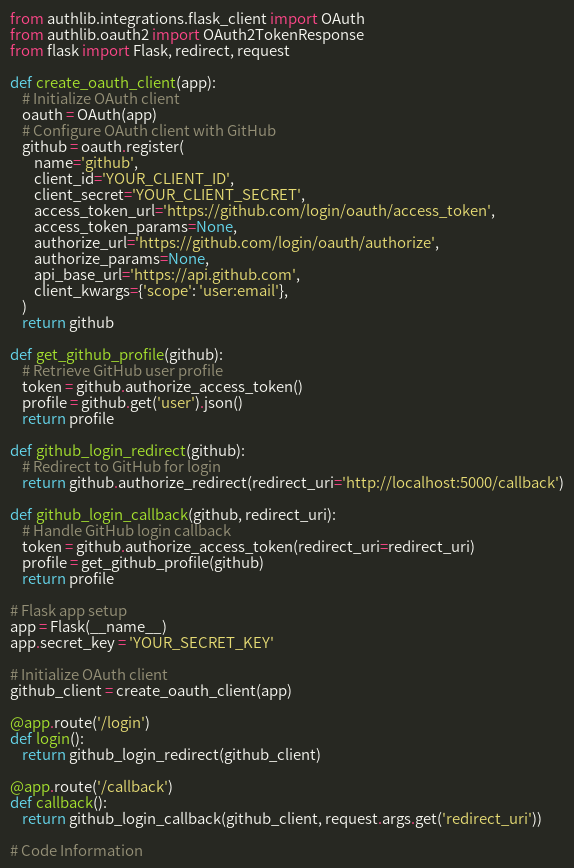 from authlib.integrations.flask_client import OAuth
from authlib.oauth2 import OAuth2TokenResponse
from flask import Flask, redirect, request

def create_oauth_client(app):
    # Initialize OAuth client
    oauth = OAuth(app)
    # Configure OAuth client with GitHub
    github = oauth.register(
        name='github',
        client_id='YOUR_CLIENT_ID',
        client_secret='YOUR_CLIENT_SECRET',
        access_token_url='https://github.com/login/oauth/access_token',
        access_token_params=None,
        authorize_url='https://github.com/login/oauth/authorize',
        authorize_params=None,
        api_base_url='https://api.github.com',
        client_kwargs={'scope': 'user:email'},
    )
    return github

def get_github_profile(github):
    # Retrieve GitHub user profile
    token = github.authorize_access_token()
    profile = github.get('user').json()
    return profile

def github_login_redirect(github):
    # Redirect to GitHub for login
    return github.authorize_redirect(redirect_uri='http://localhost:5000/callback')

def github_login_callback(github, redirect_uri):
    # Handle GitHub login callback
    token = github.authorize_access_token(redirect_uri=redirect_uri)
    profile = get_github_profile(github)
    return profile

# Flask app setup
app = Flask(__name__)
app.secret_key = 'YOUR_SECRET_KEY'

# Initialize OAuth client
github_client = create_oauth_client(app)

@app.route('/login')
def login():
    return github_login_redirect(github_client)

@app.route('/callback')
def callback():
    return github_login_callback(github_client, request.args.get('redirect_uri'))

# Code Information